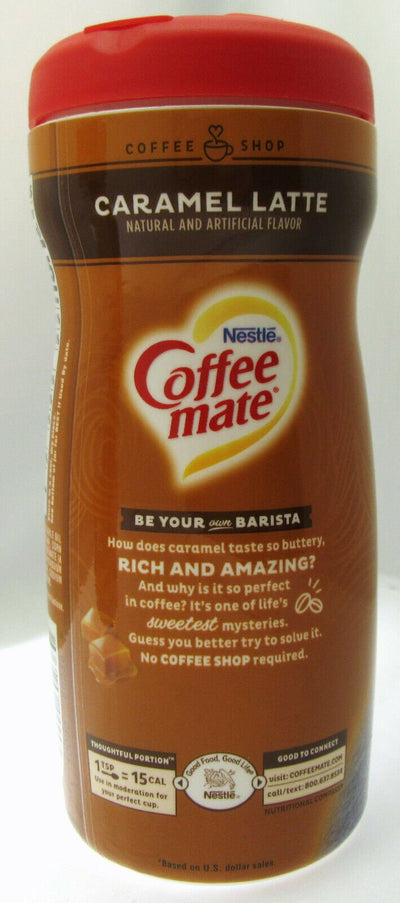 COFFEE SHOP
CARAMEL LATTE
NATURAL AND ARTIFICIAL FLAVOR
Nestlé®
Coffee
mate®
BE YOUR own BARISTA
How does caramel taste so buttery,
RICH AND AMAZING?
And why is it so perfect
in coffee? It's one of life's
sweetest mysteries.
Guess you better try to solve it.
No COFFEE SHOP required.
THOUGHTFUL PORTION™
1 TSP = 15 CAL
Use in moderation for
your perfect cup.
Good Food, Good Life®
Nestlé
GOOD TO CONNECT
visit: COFFEEMATE.COM
call/text: 800.637.8534
NUTRITIONAL
*Based on U.S. dollar sales.